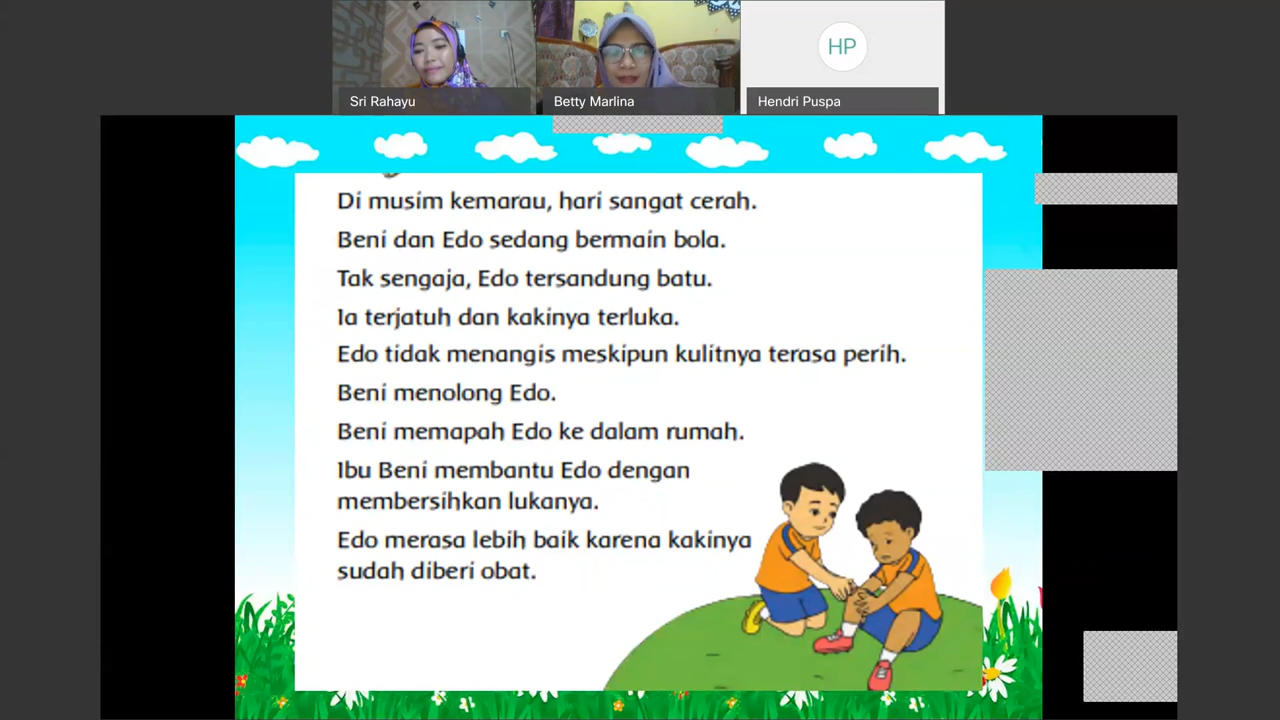 Sri Rahayu
Betty Marlina
HP
Hendri Puspa
Di musim kemarau, hari sangat cerah.
Beni dan Edo sedang bermain bola.
Tak sengaja, Edo tersandung batu.
Ia terjatuh dan kakinya terluka.
Edo tidak menangis meskipun kulitnya terasa perih.
Beni menolong Edo.
Beni memapah Edo ke dalam rumah.
Ibu Beni membantu Edo dengan
membersihkan lukanya.
Edo merasa lebih baik karena kakinya
sudah diberi obat.